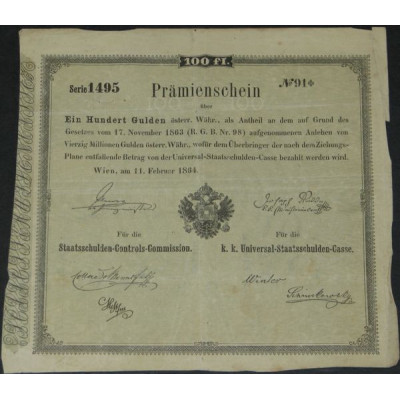 100 fl.
Serie 1495
Prämienschein
№ 91*
über
Ein Hundert Gulden österr. Währ., als Antheil an dem auf Grund des
Gesetzes vom 17. November 1863 (R. G. B. Nr. 98) aufgenommenen Anlehen von
Vierzig Millionen Gulden österr. Währ., wofür dem Überbringer der nach dem Ziehungs-
Plane entfallende Betrag von der Universal-Staatsschulden-Casse bezahlt werden wird.
Wien, am 11. Februar 1864.
Für die
Staatsschulden-Controls-Commission.
Für die
k. k. Universal-Staatsschulden-Casse.
Winter